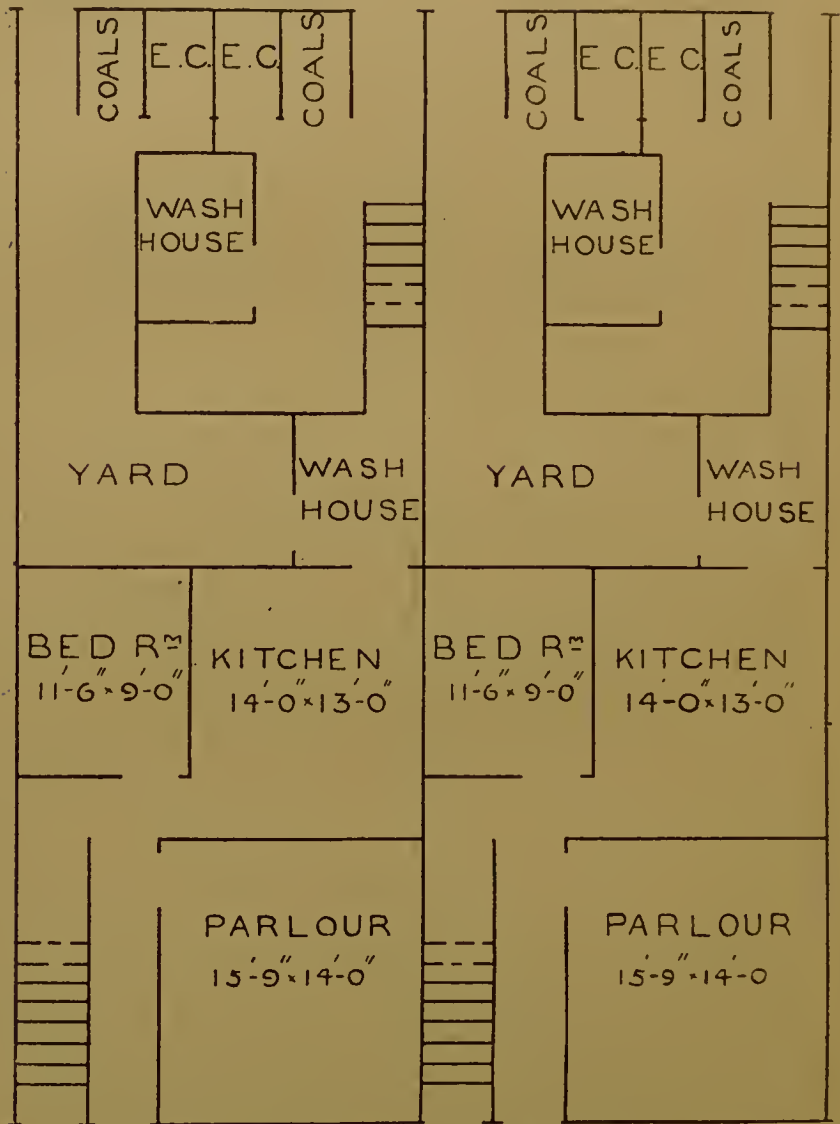 COALS
E.C.
E.C.
COALS
COALS
E.C.
E.C.
COALS
WASH
HOUSE
WASH
HOUSE
YARD
WASH
HOUSE
YARD
WASH
HOUSE
BED Rᵐ
11'-6" × 9'-0"
KITCHEN
14'-0" × 13'-0"
BED Rᵐ
11'-6" × 9'-0"
KITCHEN
14'-0" × 13'-0"
PARLOUR
15'-9" × 14'-0"
PARLOUR
15'-9" × 14'-0